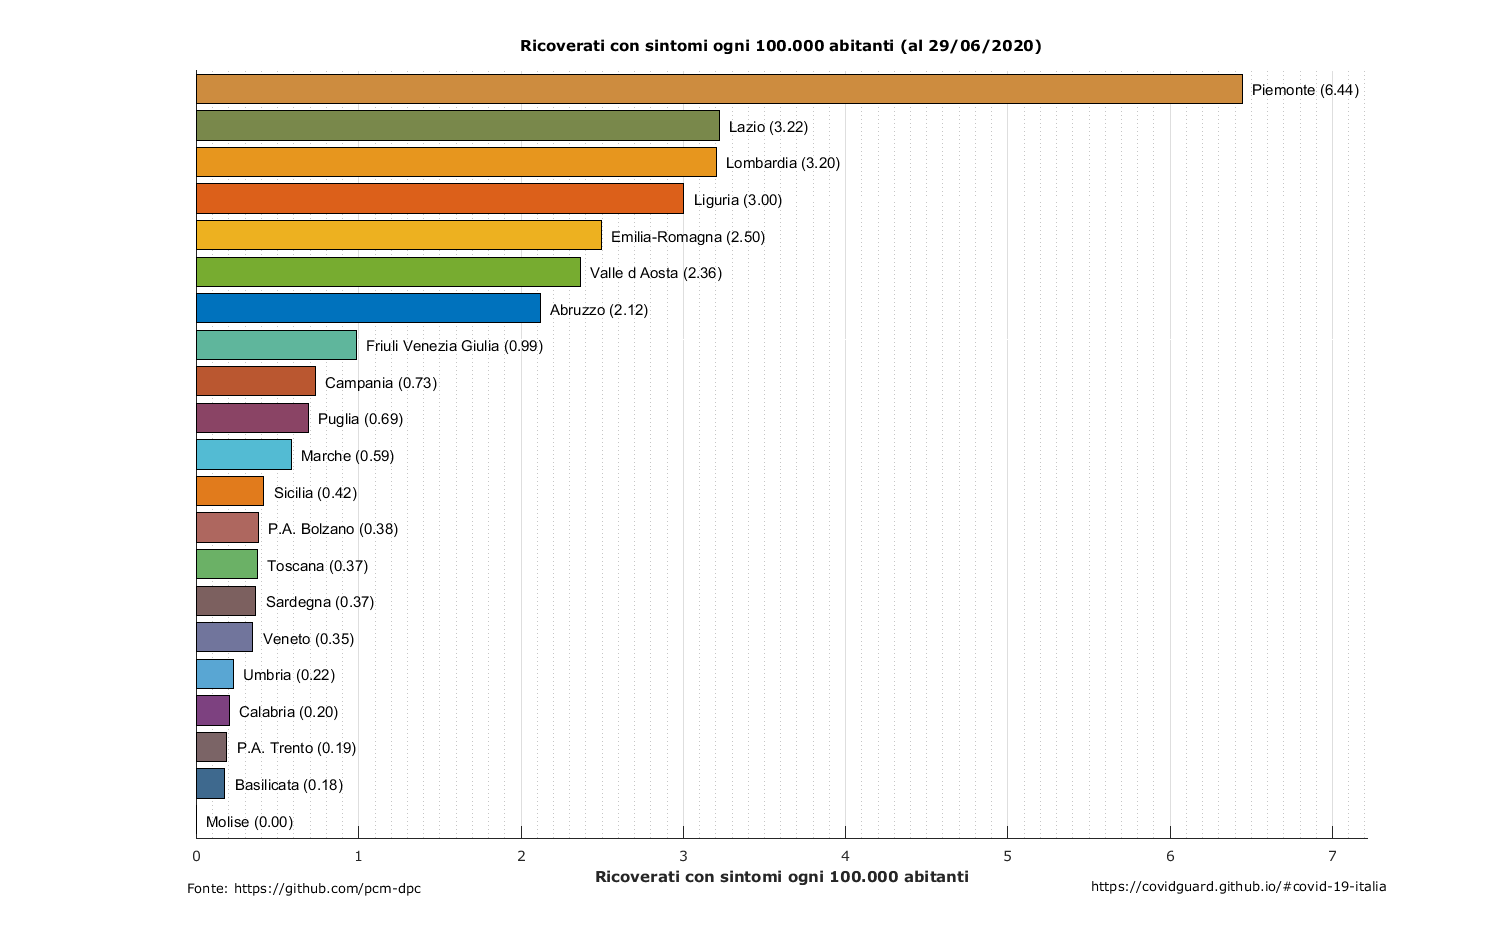 Ricoverati con sintomi ogni 100.000 abitanti (al 29/06/2020)
Piemonte (6.44)
Lazio (3.22)
Lombardia (3.20)
Liguria (3.00)
Emilia-Romagna (2.50)
Valle d Aosta (2.36)
Abruzzo (2.12)
Friuli Venezia Giulia (0.99)
Campania (0.73)
Puglia (0.69)
Marche (0.59)
Sicilia (0.42)
P.A. Bolzano (0.38)
Toscana (0.37)
Sardegna (0.37)
Veneto (0.35)
Umbria (0.22)
Calabria (0.20)
P.A. Trento (0.19)
Basilicata (0.18)
Molise (0.00)
0 1 2 3 4 5 6 7
Ricoverati con sintomi ogni 100.000 abitanti
Fonte: https://github.com/pcm-dpc
https://covidguard.github.io/#covid-19-italia